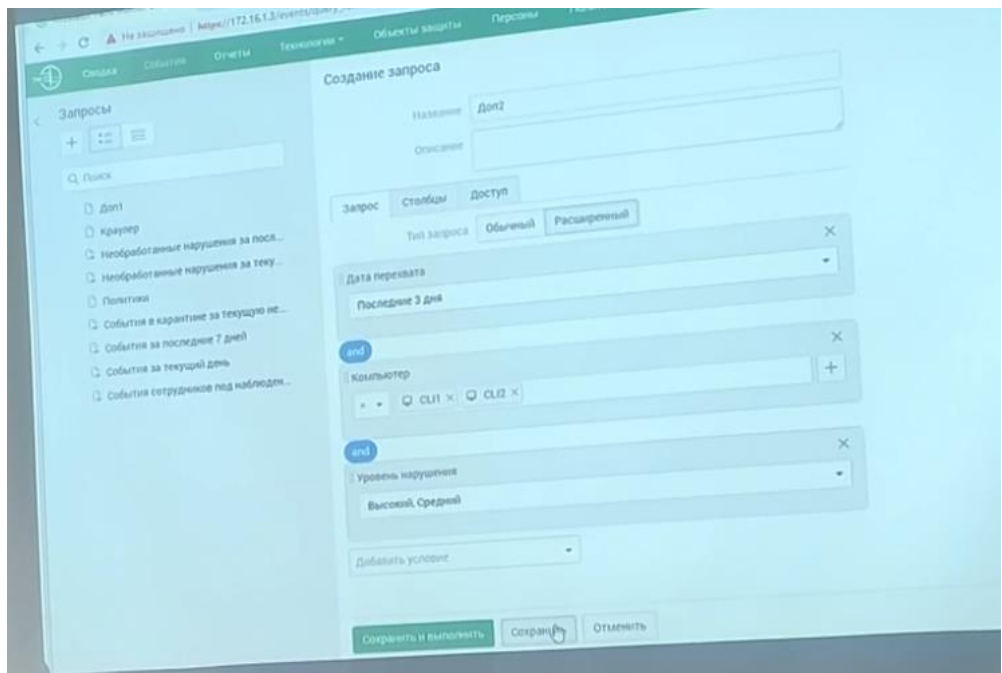 Не защищено | https://172.16.1.3/events/query
Сводка События Отчеты Технологии Объекты защиты Персоны
Запросы
Поиск
Доп1
Краулер
Необработанные нарушения за посл...
Необработанные нарушения за теку...
Политики
События в карантине за текущую не...
События за последние 7 дней
События за текущий день
События сотрудников под наблюден...
Создание запроса
Название Доп2
Описание
Запрос Столбцы Доступ
Тип запроса Обычный Расширенный
Дата перехвата
Последние 3 дня
and
Компьютер
= CLI1 × CLI2 ×
and
Уровень нарушения
Высокий, Средний
Добавить условие
Сохранить и выполнить Сохранить Отменить